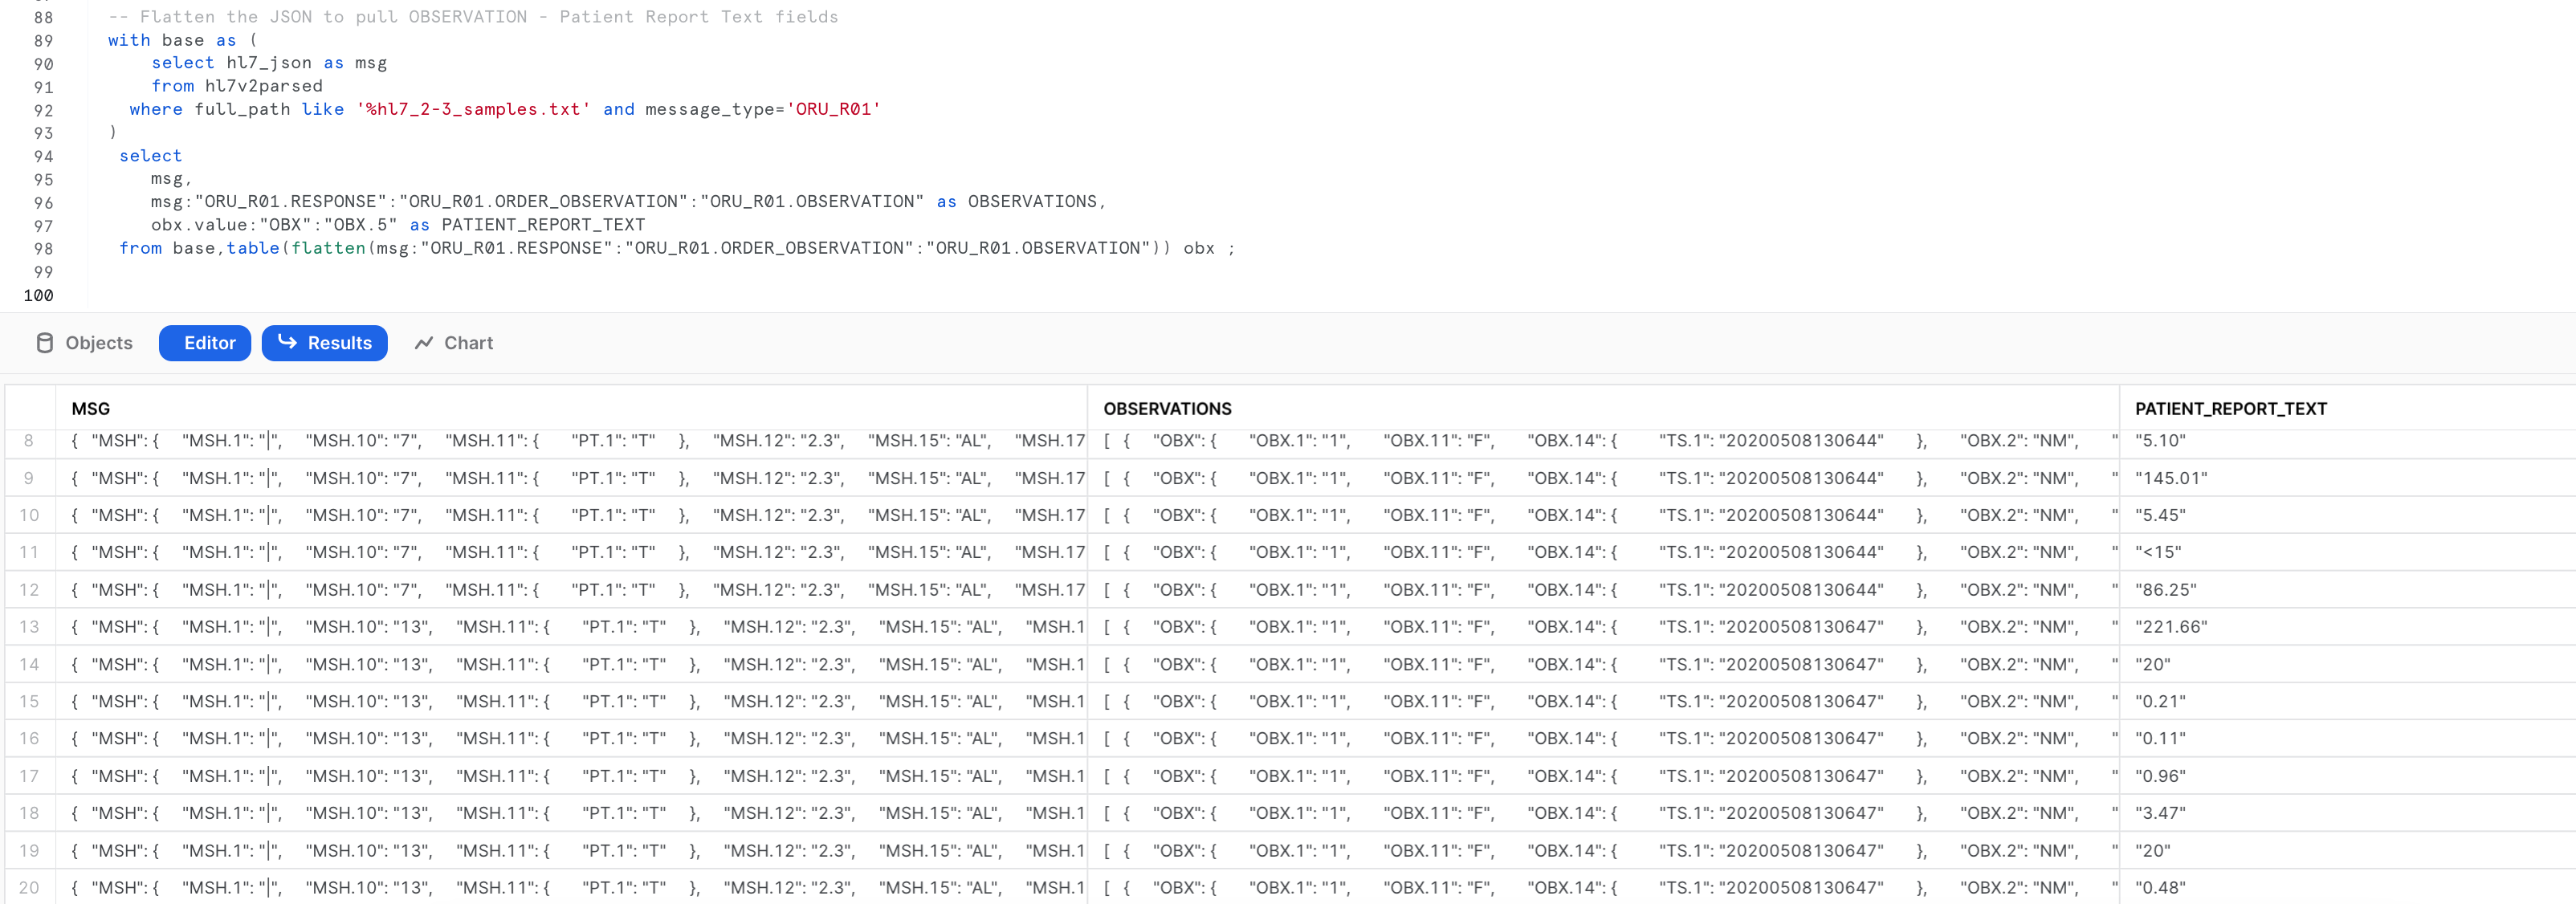 88 -- Flatten the JSON to pull OBSERVATION - Patient Report Text fields
89 with base as (
90 select hl7_json as msg
91 from hl7v2parsed
92 where full_path like '%hl7_2-3_samples.txt' and message_type='ORU_R01'
93 )
94 select
95 msg,
96 msg:"ORU_R01.RESPONSE":"ORU_R01.ORDER_OBSERVATION":"ORU_R01.OBSERVATION" as OBSERVATIONS,
97 obx.value:"OBX":"OBX.5" as PATIENT_REPORT_TEXT
98 from base,table(flatten(msg:"ORU_R01.RESPONSE":"ORU_R01.ORDER_OBSERVATION":"ORU_R01.OBSERVATION")) obx ;
99
100
Objects Editor Results Chart
MSG OBSERVATIONS PATIENT_REPORT_TEXT
8 { "MSH": { "MSH.1": "|", "MSH.10": "7", "MSH.11": { "PT.1": "T" }, "MSH.12": "2.3", "MSH.15": "AL", "MSH.17 [ { "OBX": { "OBX.1": "1", "OBX.11": "F", "OBX.14": { "TS.1": "20200508130644" }, "OBX.2": "NM", " "5.10"
9 { "MSH": { "MSH.1": "|", "MSH.10": "7", "MSH.11": { "PT.1": "T" }, "MSH.12": "2.3", "MSH.15": "AL", "MSH.17 [ { "OBX": { "OBX.1": "1", "OBX.11": "F", "OBX.14": { "TS.1": "20200508130644" }, "OBX.2": "NM", " "145.01"
10 { "MSH": { "MSH.1": "|", "MSH.10": "7", "MSH.11": { "PT.1": "T" }, "MSH.12": "2.3", "MSH.15": "AL", "MSH.17 [ { "OBX": { "OBX.1": "1", "OBX.11": "F", "OBX.14": { "TS.1": "20200508130644" }, "OBX.2": "NM", " "5.45"
11 { "MSH": { "MSH.1": "|", "MSH.10": "7", "MSH.11": { "PT.1": "T" }, "MSH.12": "2.3", "MSH.15": "AL", "MSH.17 [ { "OBX": { "OBX.1": "1", "OBX.11": "F", "OBX.14": { "TS.1": "20200508130644" }, "OBX.2": "NM", " "<15"
12 { "MSH": { "MSH.1": "|", "MSH.10": "7", "MSH.11": { "PT.1": "T" }, "MSH.12": "2.3", "MSH.15": "AL", "MSH.17 [ { "OBX": { "OBX.1": "1", "OBX.11": "F", "OBX.14": { "TS.1": "20200508130644" }, "OBX.2": "NM", " "86.25"
13 { "MSH": { "MSH.1": "|", "MSH.10": "13", "MSH.11": { "PT.1": "T" }, "MSH.12": "2.3", "MSH.15": "AL", "MSH.1 [ { "OBX": { "OBX.1": "1", "OBX.11": "F", "OBX.14": { "TS.1": "20200508130647" }, "OBX.2": "NM", " "221.66"
14 { "MSH": { "MSH.1": "|", "MSH.10": "13", "MSH.11": { "PT.1": "T" }, "MSH.12": "2.3", "MSH.15": "AL", "MSH.1 [ { "OBX": { "OBX.1": "1", "OBX.11": "F", "OBX.14": { "TS.1": "20200508130647" }, "OBX.2": "NM", " "20"
15 { "MSH": { "MSH.1": "|", "MSH.10": "13", "MSH.11": { "PT.1": "T" }, "MSH.12": "2.3", "MSH.15": "AL", "MSH.1 [ { "OBX": { "OBX.1": "1", "OBX.11": "F", "OBX.14": { "TS.1": "20200508130647" }, "OBX.2": "NM", " "0.21"
16 { "MSH": { "MSH.1": "|", "MSH.10": "13", "MSH.11": { "PT.1": "T" }, "MSH.12": "2.3", "MSH.15": "AL", "MSH.1 [ { "OBX": { "OBX.1": "1", "OBX.11": "F", "OBX.14": { "TS.1": "20200508130647" }, "OBX.2": "NM", " "0.11"
17 { "MSH": { "MSH.1": "|", "MSH.10": "13", "MSH.11": { "PT.1": "T" }, "MSH.12": "2.3", "MSH.15": "AL", "MSH.1 [ { "OBX": { "OBX.1": "1", "OBX.11": "F", "OBX.14": { "TS.1": "20200508130647" }, "OBX.2": "NM", " "0.96"
18 { "MSH": { "MSH.1": "|", "MSH.10": "13", "MSH.11": { "PT.1": "T" }, "MSH.12": "2.3", "MSH.15": "AL", "MSH.1 [ { "OBX": { "OBX.1": "1", "OBX.11": "F", "OBX.14": { "TS.1": "20200508130647" }, "OBX.2": "NM", " "3.47"
19 { "MSH": { "MSH.1": "|", "MSH.10": "13", "MSH.11": { "PT.1": "T" }, "MSH.12": "2.3", "MSH.15": "AL", "MSH.1 [ { "OBX": { "OBX.1": "1", "OBX.11": "F", "OBX.14": { "TS.1": "20200508130647" }, "OBX.2": "NM", " "20"
20 { "MSH": { "MSH.1": "|", "MSH.10": "13", "MSH.11": { "PT.1": "T" }, "MSH.12": "2.3", "MSH.15": "AL", "MSH.1 [ { "OBX": { "OBX.1": "1", "OBX.11": "F", "OBX.14": { "TS.1": "20200508130647" }, "OBX.2": "NM", " "0.48"